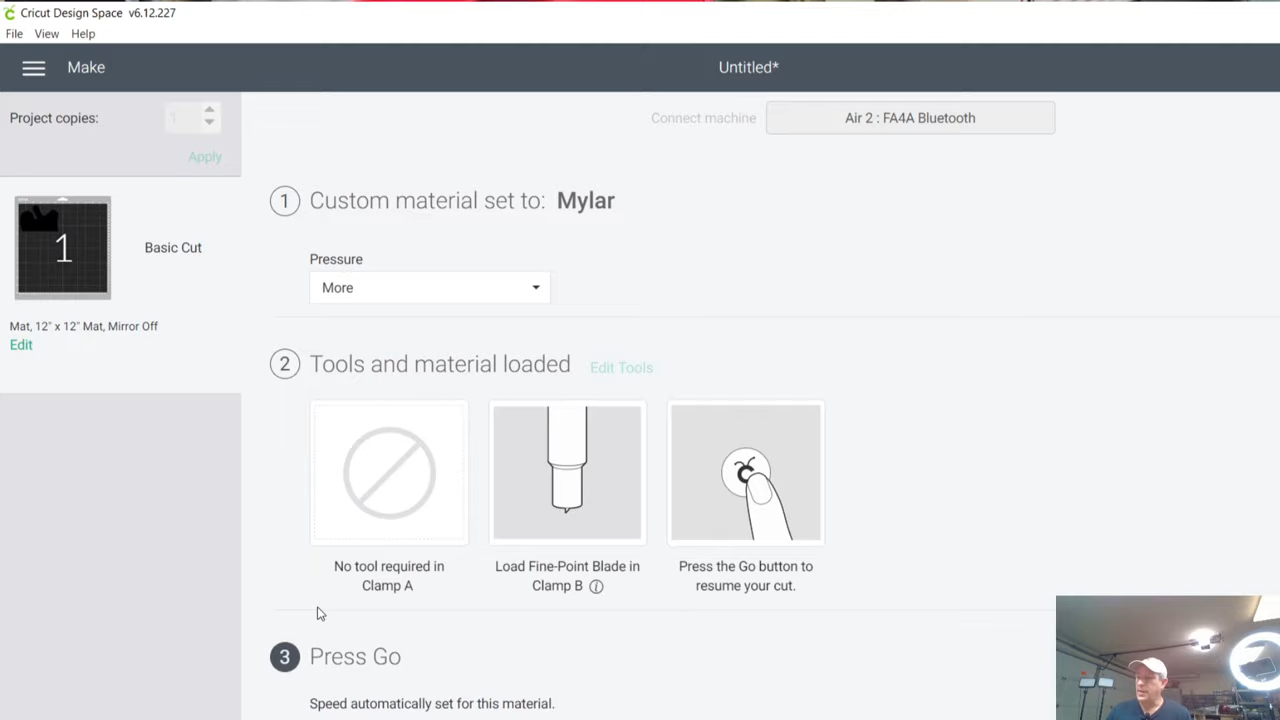 Cricut Design Space v6.12.227
File View Help
Make
Untitled*
Project copies:
1
Apply
Connect machine
Air 2 : FA4A Bluetooth
1
Basic Cut
Mat, 12" x 12" Mat, Mirror Off
Edit
1 Custom material set to: Mylar
Pressure
More
2 Tools and material loaded Edit Tools
No tool required in
Clamp A
Load Fine-Point Blade in
Clamp B i
Press the Go button to
resume your cut.
3 Press Go
Speed automatically set for this material.